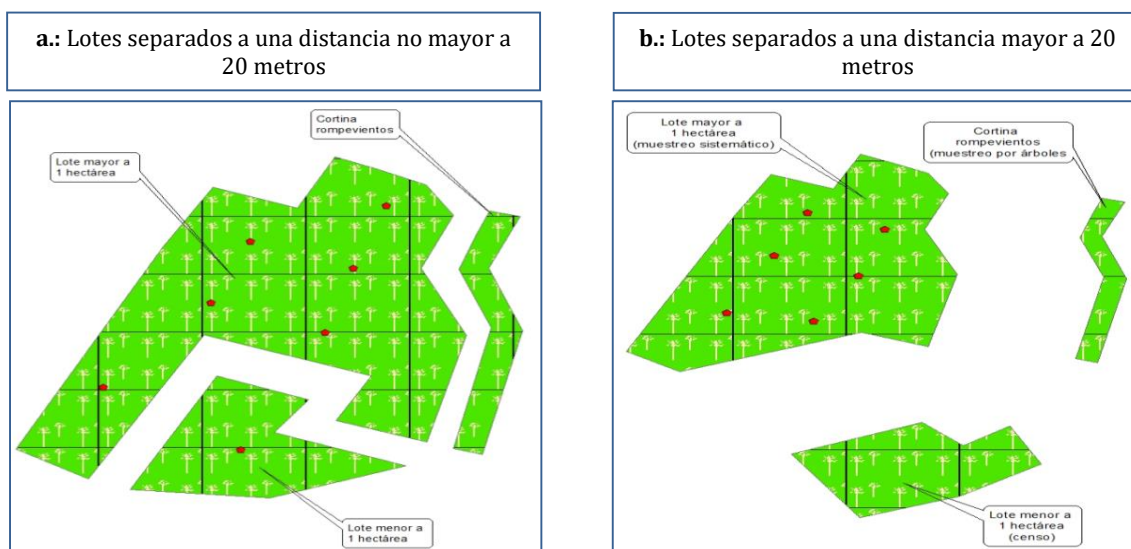 a.: Lotes separados a una distancia no mayor a
20 metros
b.: Lotes separados a una distancia mayor a 20
metros
Cortina
rompevientos
Lote mayor a
1 hectárea
Lote menor a
1 hectárea
Lote mayor a
1 hectárea
(muestreo sistemático)
Cortina
rompevientos
(muestreo por árboles
Lote menor a
1 hectárea
(censo)